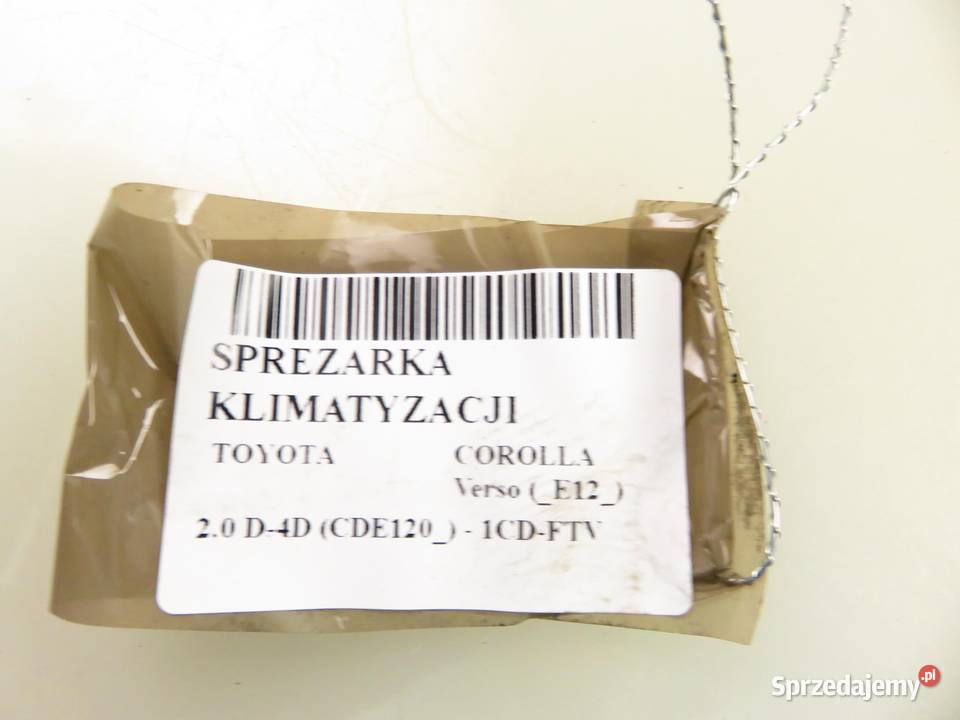 SPREZARKA
KLIMATYZACJI
TOYOTA COROLLA
Verso (_E12_)
2.0 D-4D (CDE120_) - 1CD-FTV
Sprzedajemy.pl